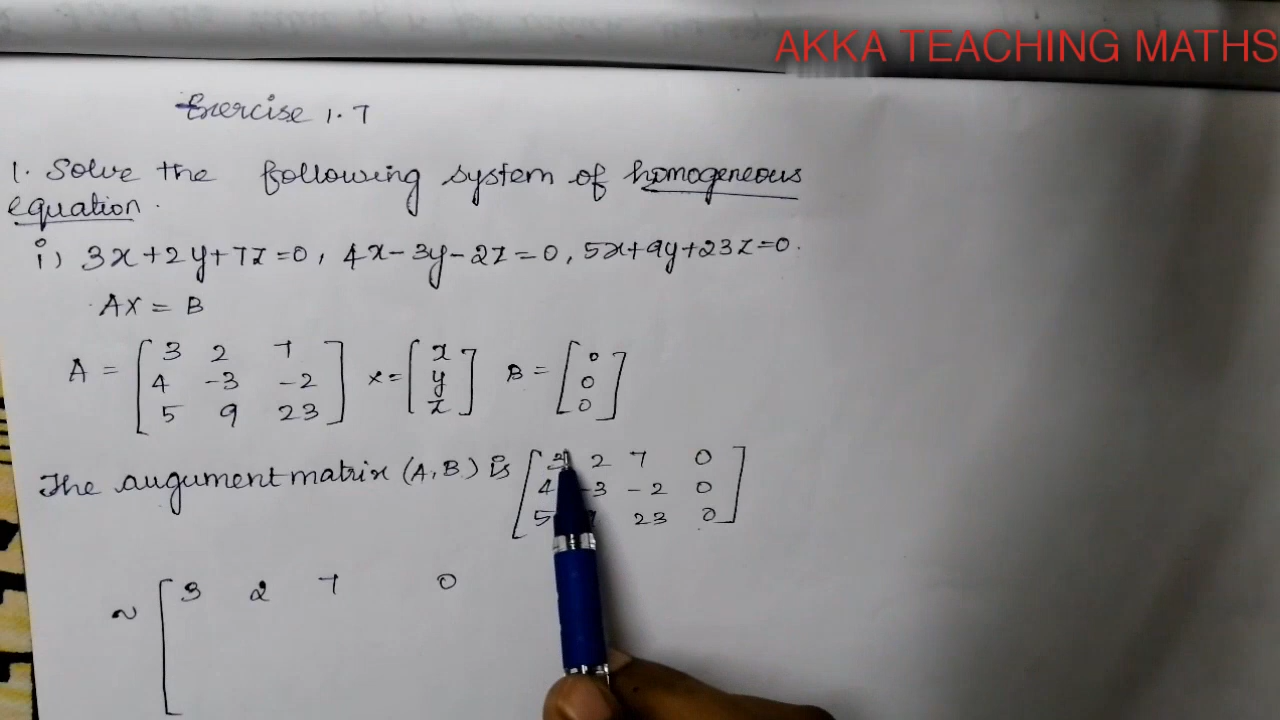 AKKA TEACHING MATHS
Exercise 1.7
1. Solve the following system of homogeneous
equation.
i) 3x+2y+7z=0, 4x-3y-2z=0, 5x+9y+23z=0.
AX = B
A = [ 3 2 7 ] X = [ x ] B = [ 0 ]
4 -3 -2 y 0
5 9 23 z 0
The augument matrix (A,B) is [ 3 2 7 0 ]
4 -3 -2 0
5 23 0
~ [ 3 2 7 0